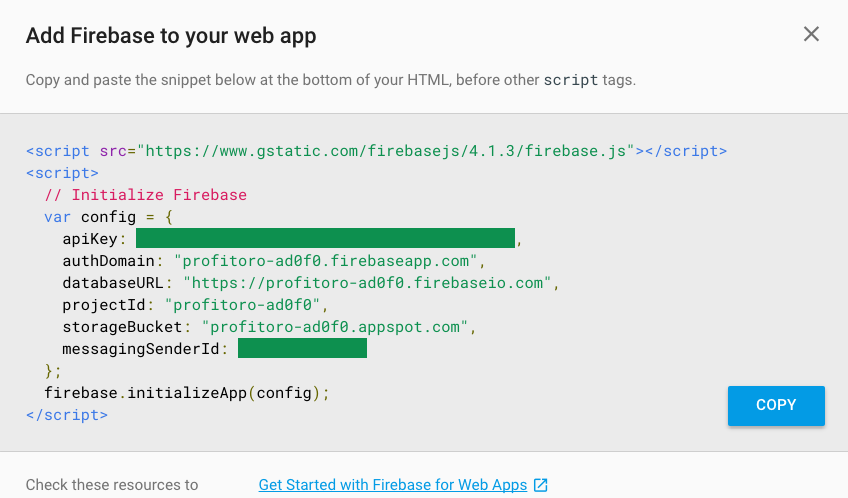 Add Firebase to your web app
Copy and paste the snippet below at the bottom of your HTML, before other script tags.
<script src="https://www.gstatic.com/firebasejs/4.1.3/firebase.js"></script>
<script>
// Initialize Firebase
var config = {
apiKey: ,
authDomain: "profitoro-ad0f0.firebaseapp.com",
databaseURL: "https://profitoro-ad0f0.firebaseio.com",
projectId: "profitoro-ad0f0",
storageBucket: "profitoro-ad0f0.appspot.com",
messagingSenderId:
};
firebase.initializeApp(config);
</script>
COPY
Check these resources to Get Started with Firebase for Web Apps